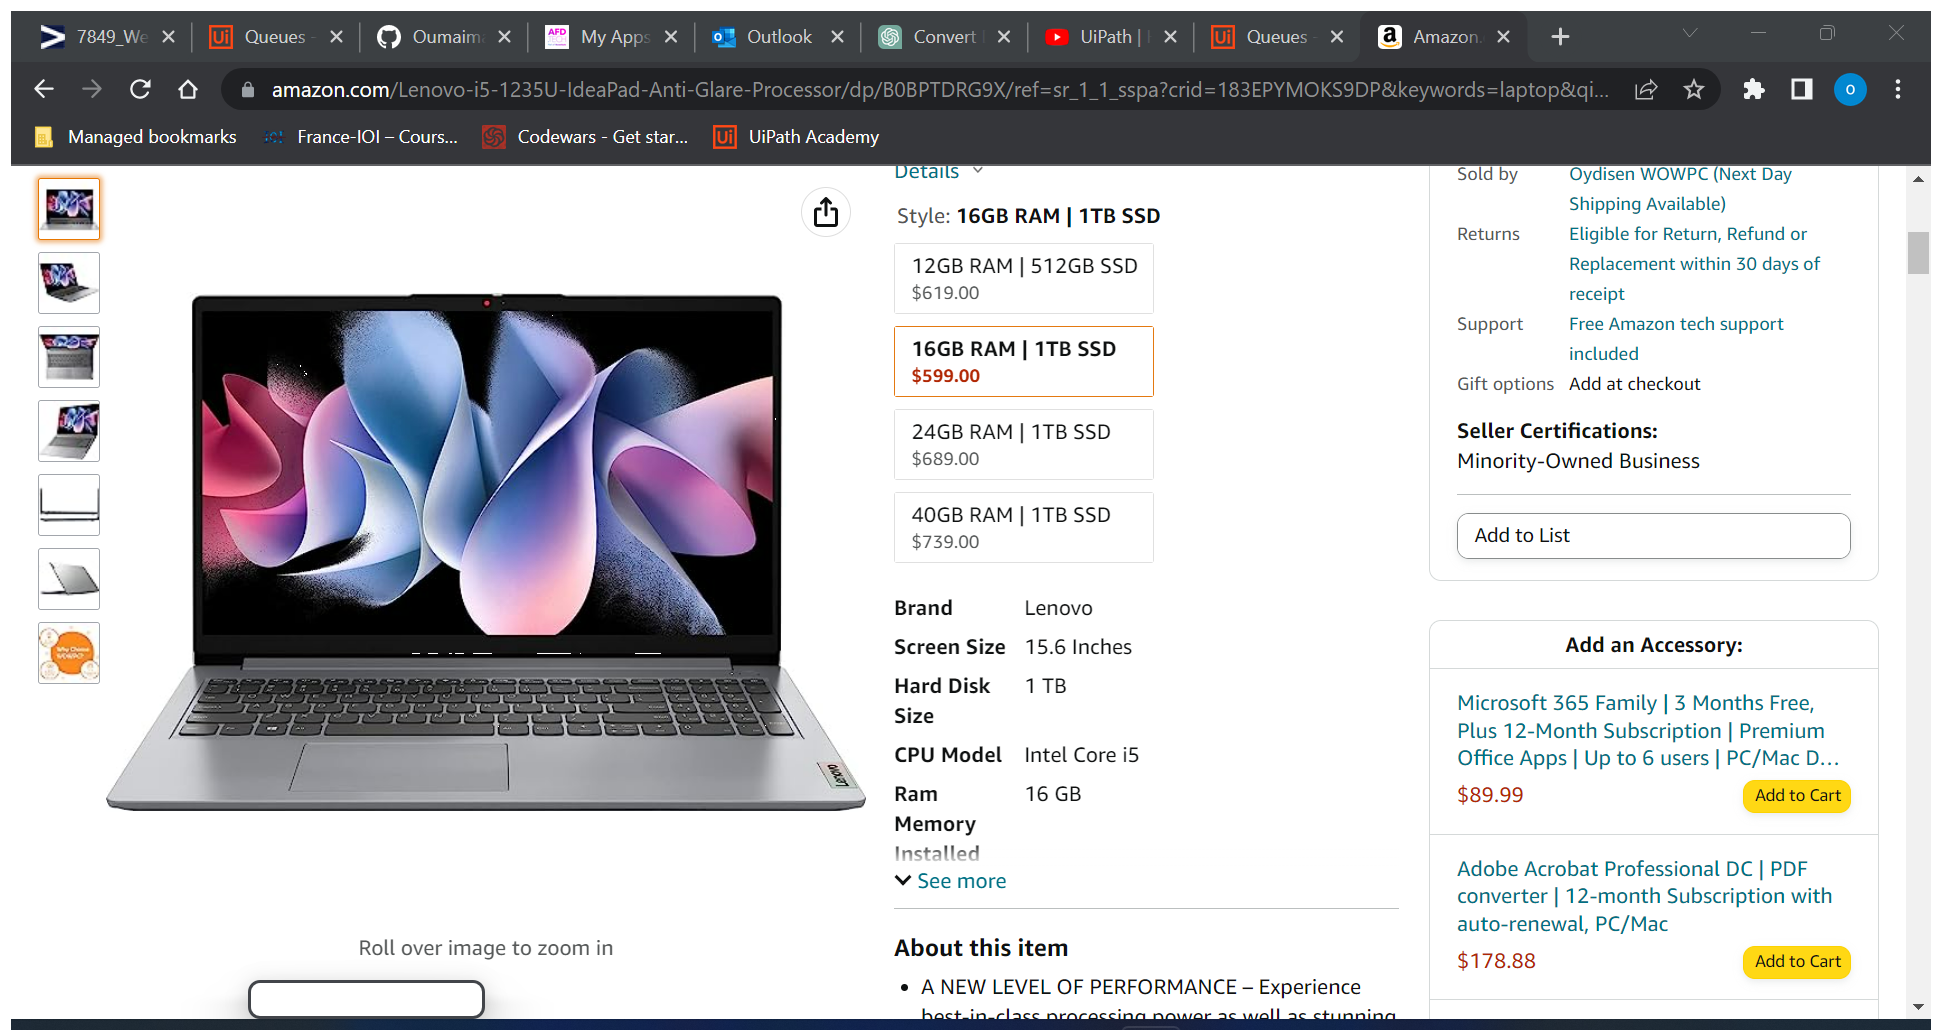 7849_We
Queues -
Oumaim
My Apps
Outlook
Convert
UiPath |
Queues
Amazon.
amazon.com/Lenovo-i5-1235U-IdeaPad-Anti-Glare-Processor/dp/B0BPTDRG9X/ref=sr_1_1_sspa?crid=183EPYMOKS9DP&keywords=laptop&qi...
O
Managed bookmarks
France-IOI – Cours...
Codewars - Get star...
UiPath Academy
Details
Style: 16GB RAM | 1TB SSD
12GB RAM | 512GB SSD
$619.00
16GB RAM | 1TB SSD
$599.00
24GB RAM | 1TB SSD
$689.00
40GB RAM | 1TB SSD
$739.00
Brand Lenovo
Screen Size 15.6 Inches
Hard Disk 1 TB
Size
CPU Model Intel Core i5
Ram 16 GB
Memory
Installed
See more
About this item
• A NEW LEVEL OF PERFORMANCE – Experience
best-in-class processing power as well as stunning
Lenovo
Roll over image to zoom in
Sold by Oydisen WOWPC (Next Day
Shipping Available)
Returns Eligible for Return, Refund or
Replacement within 30 days of
receipt
Support Free Amazon tech support
included
Gift options Add at checkout
Seller Certifications:
Minority-Owned Business
Add to List
Add an Accessory:
Microsoft 365 Family | 3 Months Free,
Plus 12-Month Subscription | Premium
Office Apps | Up to 6 users | PC/Mac D...
$89.99 Add to Cart
Adobe Acrobat Professional DC | PDF
converter | 12-month Subscription with
auto-renewal, PC/Mac
$178.88 Add to Cart